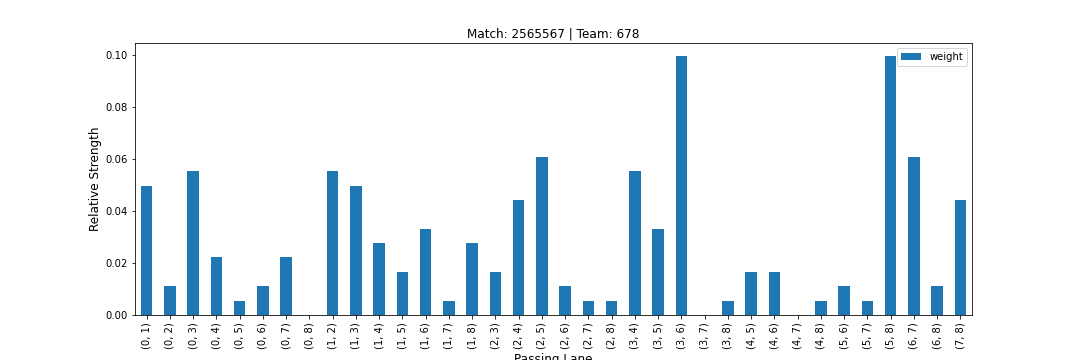 Match: 2565567 | Team: 678
weight
Relative Strength
0.10
0.08
0.06
0.04
0.02
0.00
(0, 1) (0, 2) (0, 3) (0, 4) (0, 5) (0, 6) (0, 7) (0, 8) (1, 2) (1, 3) (1, 4) (1, 5) (1, 6) (1, 7) (1, 8) (2, 3) (2, 4) (2, 5) (2, 6) (2, 7) (2, 8) (3, 4) (3, 5) (3, 6) (3, 7) (3, 8) (4, 5) (4, 6) (4, 7) (4, 8) (5, 6) (5, 7) (5, 8) (6, 7) (6, 8) (7, 8)
Passing Lane